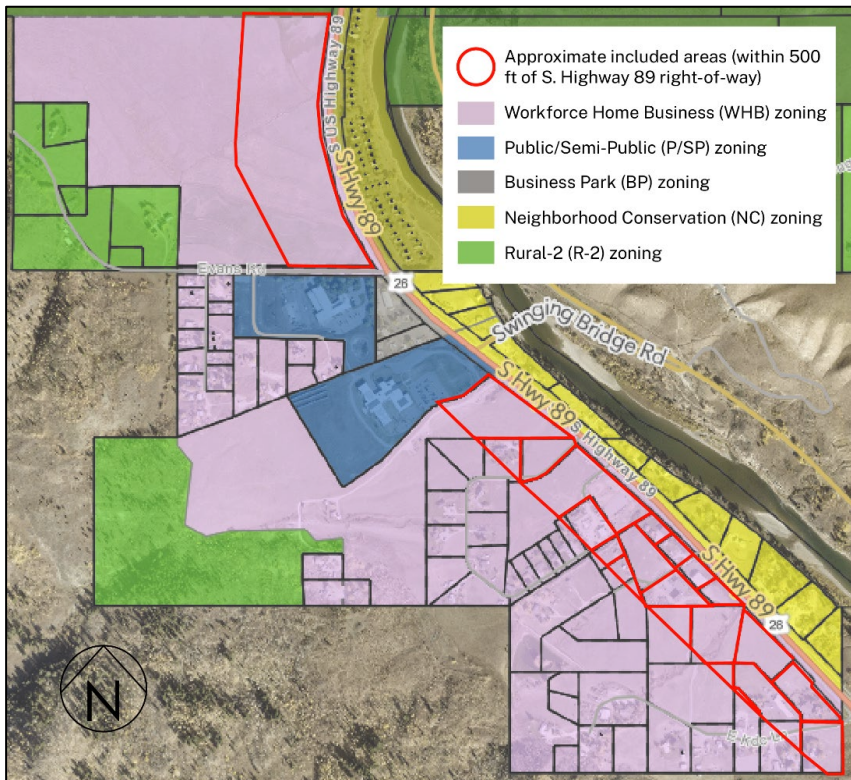 Approximate included areas (within 500
ft of S. Highway 89 right-of-way)
Workforce Home Business (WHB) zoning
Public/Semi-Public (P/SP) zoning
Business Park (BP) zoning
Neighborhood Conservation (NC) zoning
Rural-2 (R-2) zoning
S US Highway 89
S Hwy 89
Evans Rd
26
Swinging Bridge Rd
S Hwy 89
S Highway 89
S Hwy 89
26
N